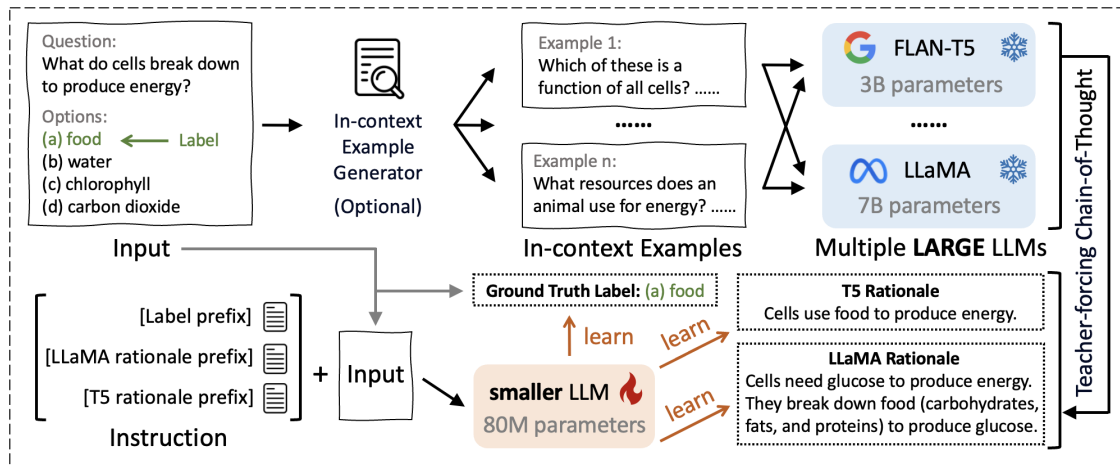 Question:
What do cells break down
to produce energy?
Options:
(a) food
Label
(b) water
(c) chlorophyll
(d) carbon dioxide
Input
In-context
Example
Generator
(Optional)
Example 1:
Which of these is a
function of all cells? ......
......
Example n:
What resources does an
animal use for energy? ......
In-context Examples
FLAN-T5
3B parameters
......
LLaMA
7B parameters
Multiple LARGE LLMs
Teacher-forcing Chain-of-Thought
[Label prefix]
[LLaMA rationale prefix]
[T5 rationale prefix]
Instruction
+
Input
Ground Truth Label: (a) food
learn
smaller LLM
80M parameters
learn
learn
T5 Rationale
Cells use food to produce energy.
LLaMA Rationale
Cells need glucose to produce energy.
They break down food (carbohydrates,
fats, and proteins) to produce glucose.